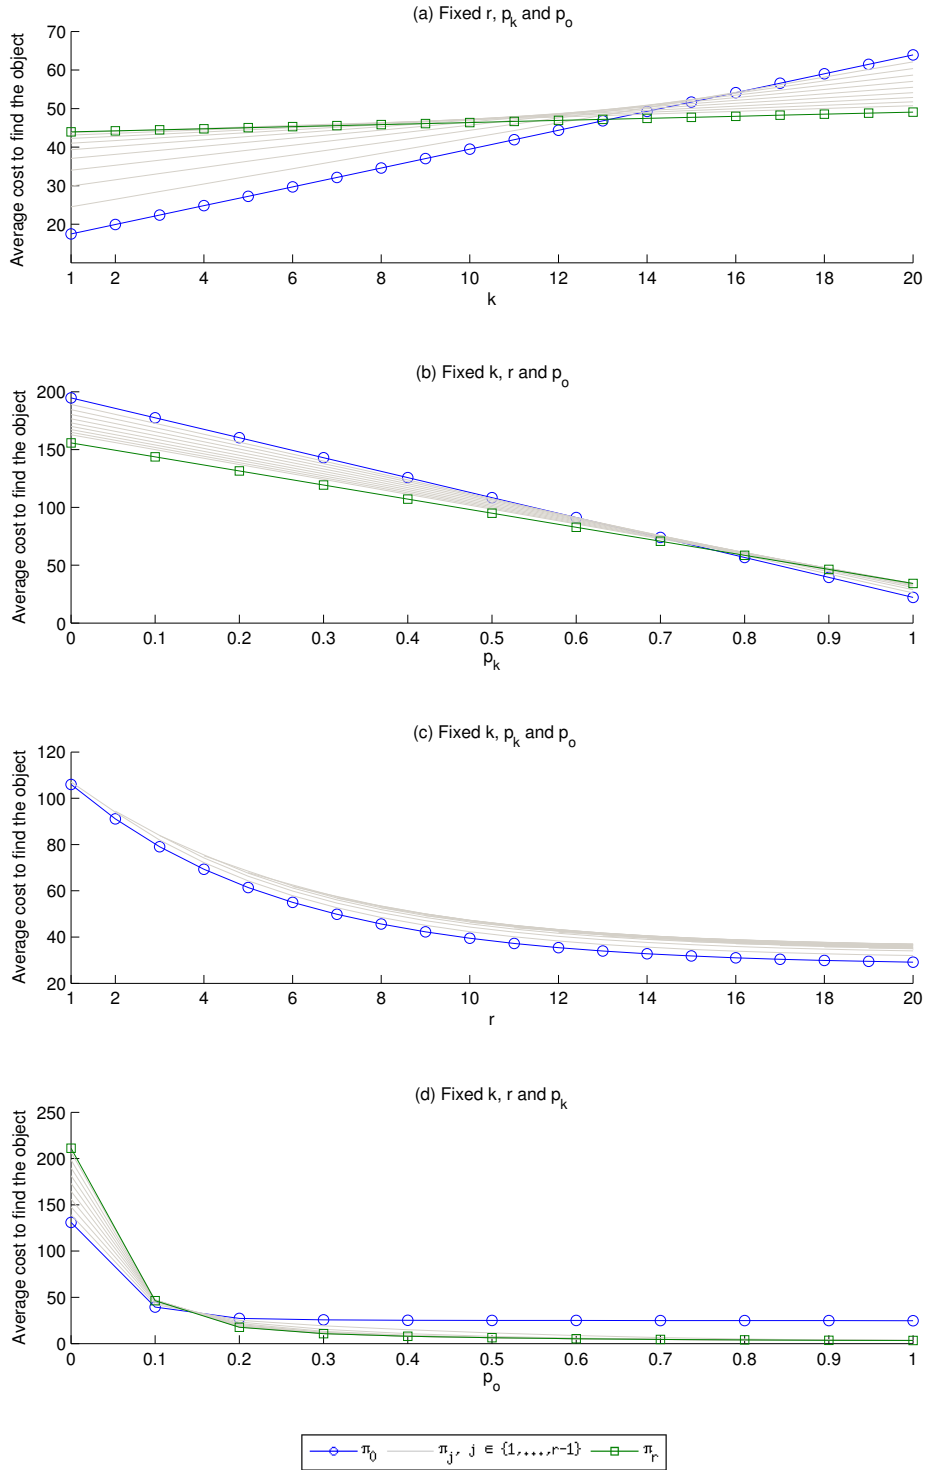 (a) Fixed r, p_k and p_o
Average cost to find the object
70
60
50
40
30
20
1 2 4 6 8 10 12 14 16 18 20
k
(b) Fixed k, r and p_o
Average cost to find the object
200
150
100
50
0
0 0.1 0.2 0.3 0.4 0.5 0.6 0.7 0.8 0.9 1
p_k
(c) Fixed k, p_k and p_o
Average cost to find the object
120
100
80
60
40
20
1 2 4 6 8 10 12 14 16 18 20
r
(d) Fixed k, r and p_k
Average cost to find the object
250
200
150
100
50
0
0 0.1 0.2 0.3 0.4 0.5 0.6 0.7 0.8 0.9 1
p_o
π_0 π_j, j ∈ {1,...,r-1} π_r